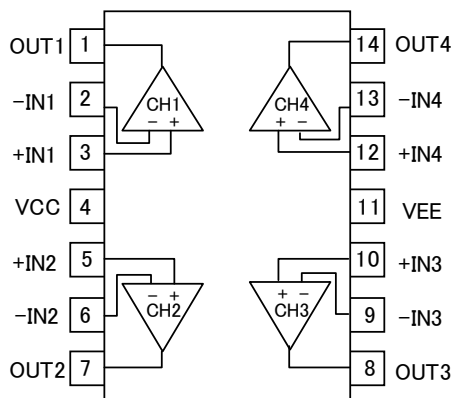 OUT1 1 14 OUT4
-IN1 2 CH1 CH4 13 -IN4
- + + -
+IN1 3 12 +IN4
VCC 4 11 VEE
+IN2 5 10 +IN3
- + + -
-IN2 6 CH2 CH3 9 -IN3
OUT2 7 8 OUT3